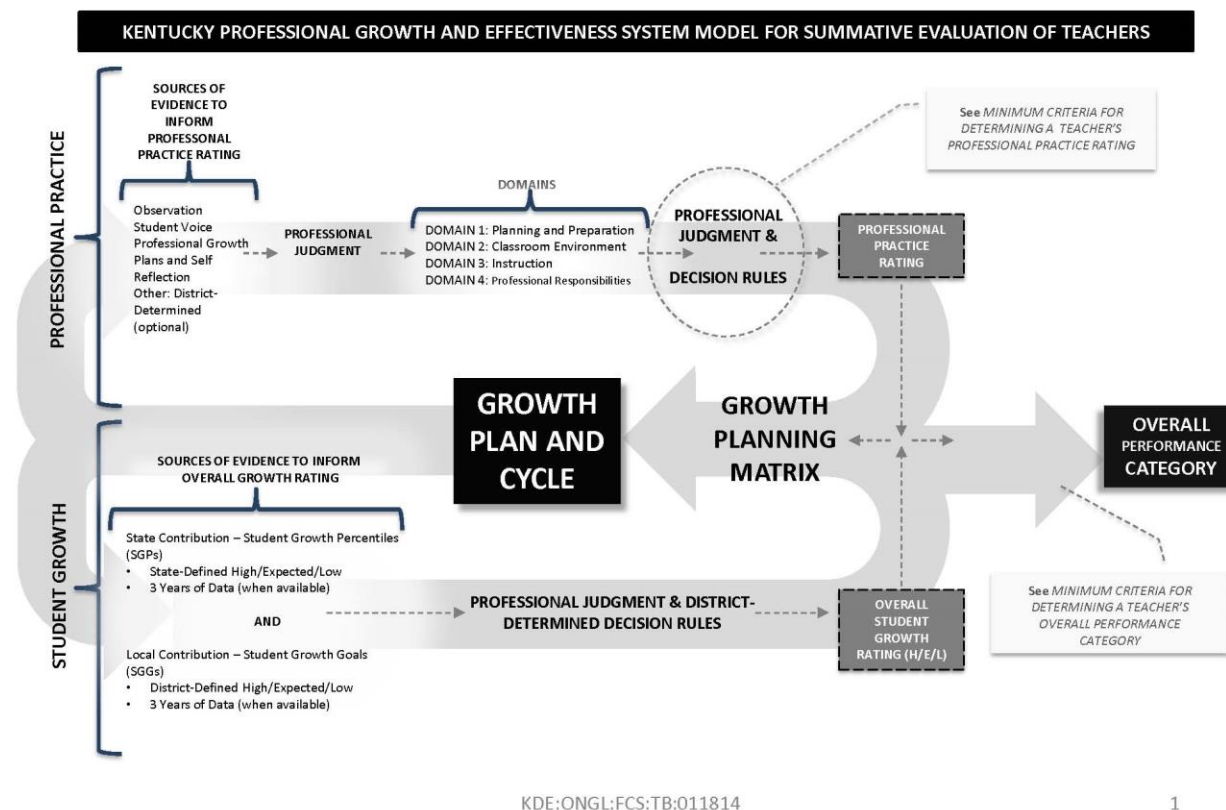 KENTUCKY PROFESSIONAL GROWTH AND EFFECTIVENESS SYSTEM MODEL FOR SUMMATIVE EVALUATION OF TEACHERS
PROFESSIONAL PRACTICE
SOURCES OF
EVIDENCE TO
INFORM
PROFESSIONAL
PRACTICE RATING
Observation
Student Voice
Professional Growth
Plans and Self
Reflection
Other: District-
Determined
(optional)
PROFESSIONAL
JUDGMENT
DOMAINS
DOMAIN 1: Planning and Preparation
DOMAIN 2: Classroom Environment
DOMAIN 3: Instruction
DOMAIN 4: Professional Responsibilities
PROFESSIONAL
JUDGMENT &
DECISION RULES
PROFESSIONAL
PRACTICE
RATING
See MINIMUM CRITERIA FOR
DETERMINING A TEACHER'S
PROFESSIONAL PRACTICE RATING
GROWTH
PLAN AND
CYCLE
GROWTH
PLANNING
MATRIX
OVERALL
PERFORMANCE
CATEGORY
STUDENT GROWTH
SOURCES OF EVIDENCE TO INFORM
OVERALL GROWTH RATING
State Contribution – Student Growth Percentiles
(SGPs)
• State-Defined High/Expected/Low
• 3 Years of Data (when available)
AND
Local Contribution – Student Growth Goals
(SGGs)
• District-Defined High/Expected/Low
• 3 Years of Data (when available)
PROFESSIONAL JUDGMENT & DISTRICT-
DETERMINED DECISION RULES
OVERALL
STUDENT
GROWTH
RATING (H/E/L)
See MINIMUM CRITERIA FOR
DETERMINING A TEACHER'S
OVERALL PERFORMANCE
CATEGORY
KDE:ONGL:FCS:TB:011814
1